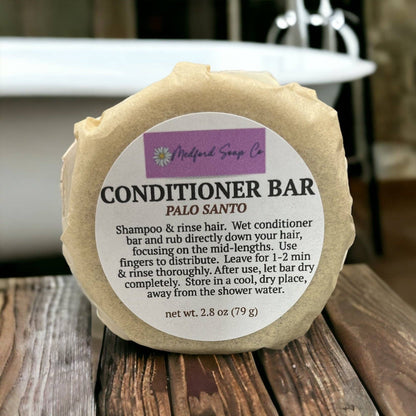 Medford Soap Co
CONDITIONER BAR
PALO SANTO
Shampoo & rinse hair. Wet conditioner
bar and rub directly down your hair,
focusing on the mid-lengths. Use
fingers to distribute. Leave for 1-2 min
& rinse thoroughly. After use, let bar dry
completely. Store in a cool, dry place,
away from the shower water.
net wt. 2.8 oz (79 g)